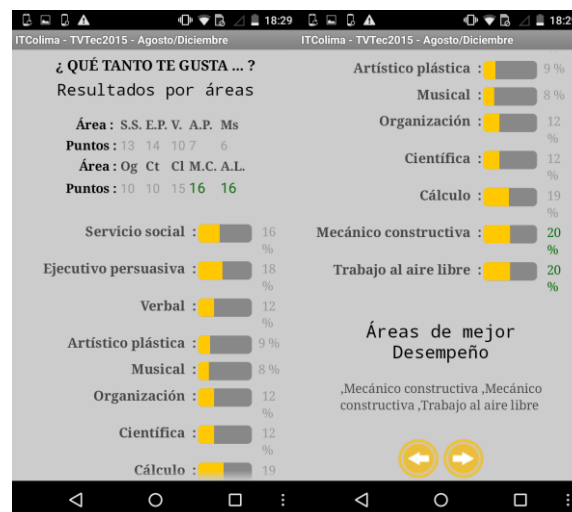 18:29
ITColima - TVTec2015 - Agosto/Diciembre
¿ QUÉ TANTO TE GUSTA ... ?
Resultados por áreas
Área : S.S. E.P. V. A.P. Ms
Puntos : 13 14 10 7 6
Área : Og Ct Cl M.C. A.L.
Puntos : 10 10 15 16 16
Servicio social : 16 %
Ejecutivo persuasiva : 18 %
Verbal : 12 %
Artístico plástica : 9 %
Musical : 8 %
Organización : 12 %
Científica : 12 %
Cálculo : 19
18:29
ITColima - TVTec2015 - Agosto/Diciembre
Artístico plástica : 9 %
Musical : 8 %
Organización : 12 %
Científica : 12 %
Cálculo : 19 %
Mecánico constructiva : 20 %
Trabajo al aire libre : 20 %
Áreas de mejor
Desempeño
,Mecánico constructiva ,Mecánico
constructiva ,Trabajo al aire libre